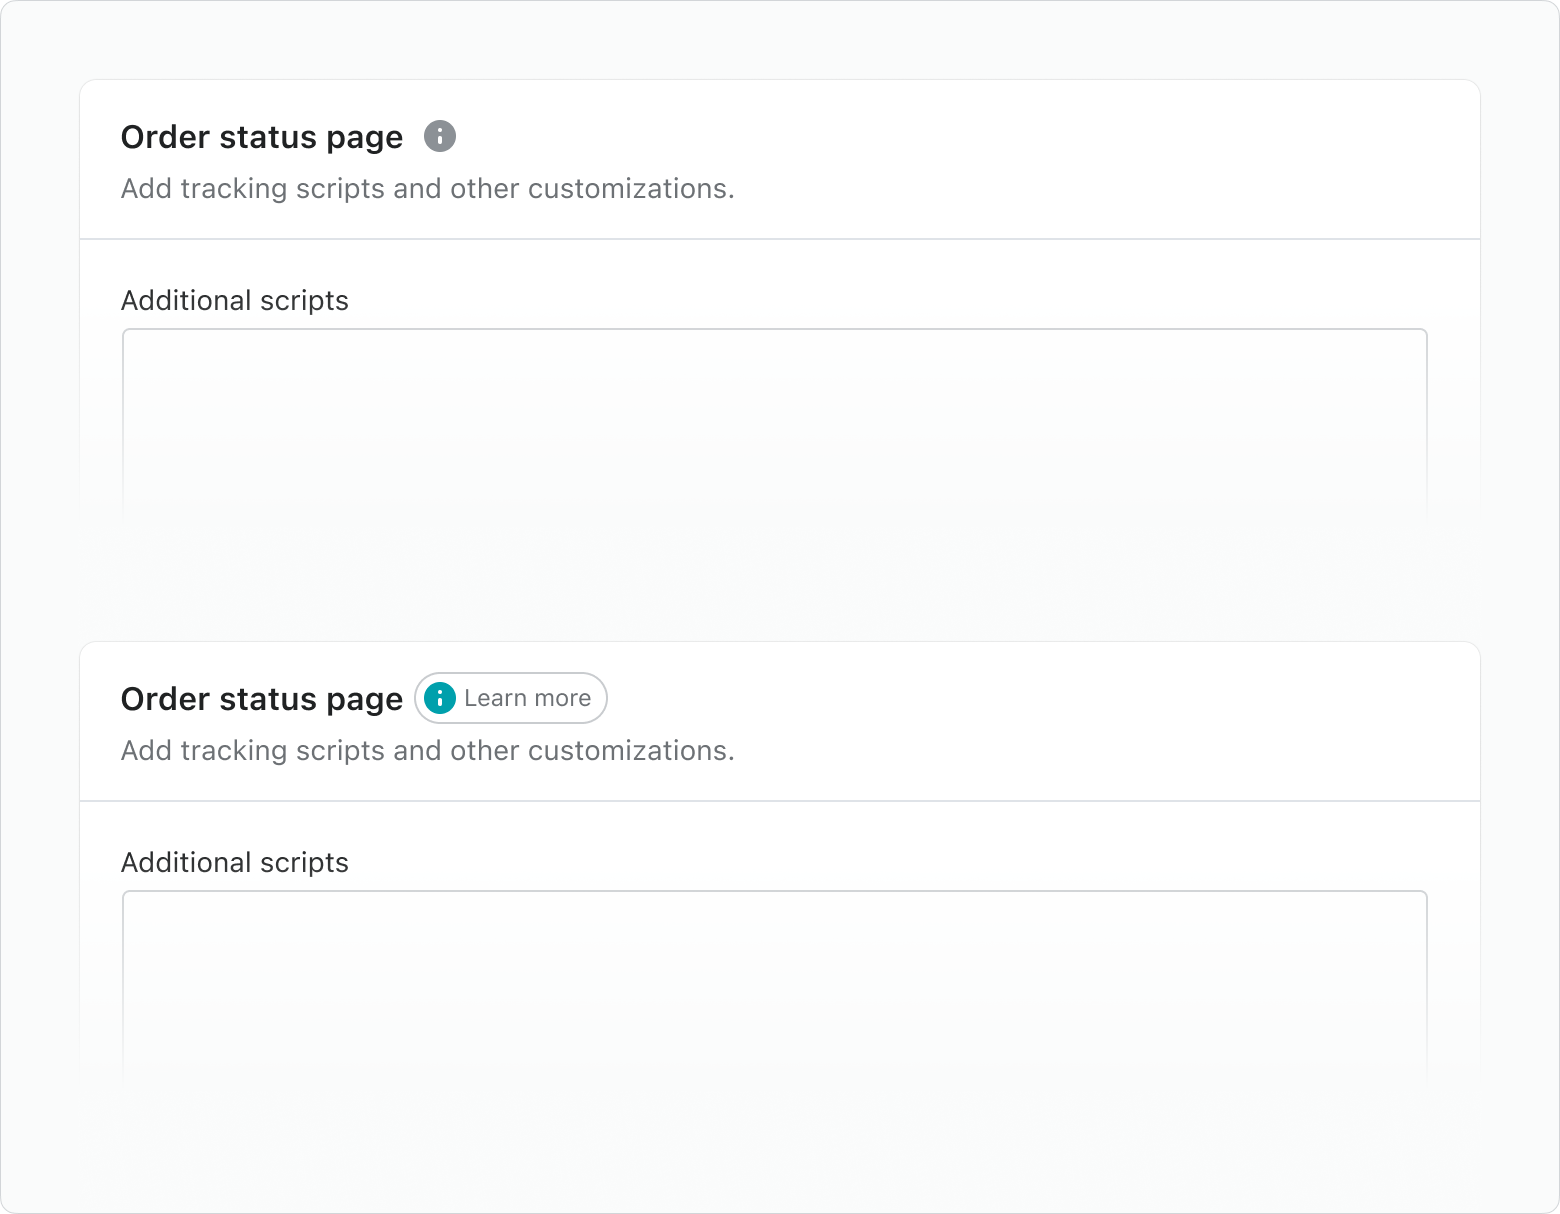 Order status page
Add tracking scripts and other customizations.
Additional scripts
Order status page Learn more
Add tracking scripts and other customizations.
Additional scripts